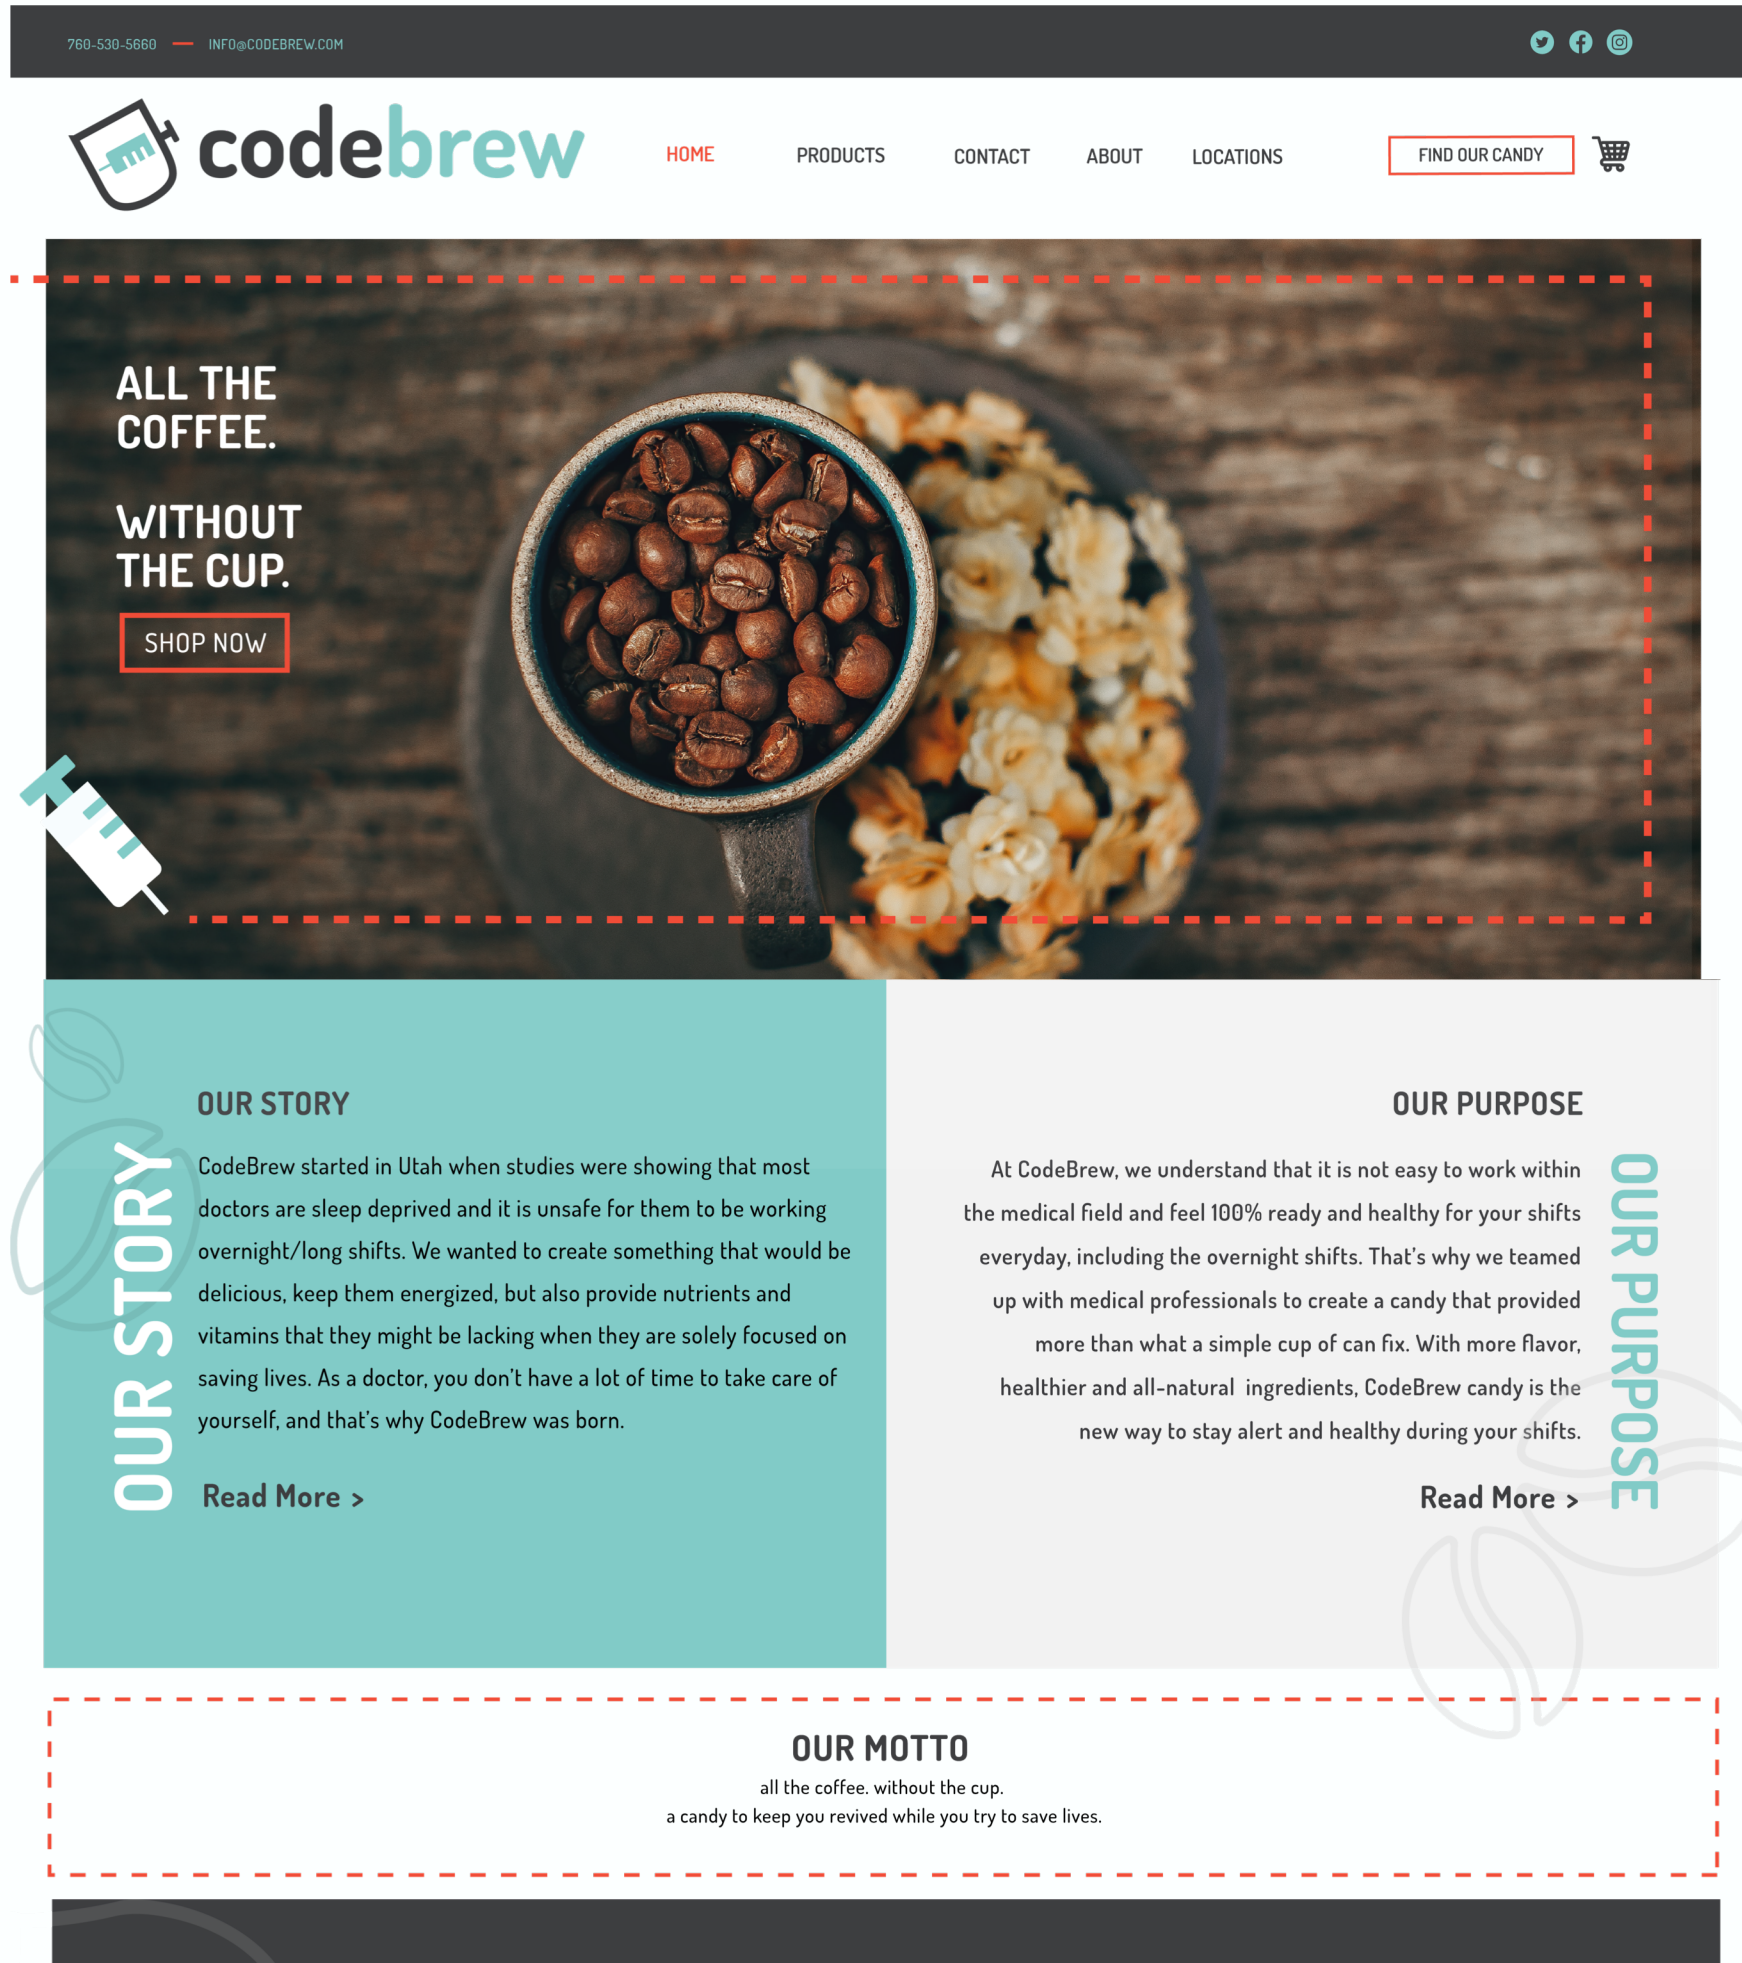 760-530-5660 — INFO@CODEBREW.COM
codebrew
HOME PRODUCTS CONTACT ABOUT LOCATIONS FIND OUR CANDY
ALL THE
COFFEE.
WITHOUT
THE CUP.
SHOP NOW
OUR STORY
OUR STORY
CodeBrew started in Utah when studies were showing that most
doctors are sleep deprived and it is unsafe for them to be working
overnight/long shifts. We wanted to create something that would be
delicious, keep them energized, but also provide nutrients and
vitamins that they might be lacking when they are solely focused on
saving lives. As a doctor, you don't have a lot of time to take care of
yourself, and that's why CodeBrew was born.
Read More >
OUR PURPOSE
At CodeBrew, we understand that it is not easy to work within
the medical field and feel 100% ready and healthy for your shifts
everyday, including the overnight shifts. That's why we teamed
up with medical professionals to create a candy that provided
more than what a simple cup of can fix. With more flavor,
healthier and all-natural ingredients, CodeBrew candy is the
new way to stay alert and healthy during your shifts.
Read More >
OUR PURPOSE
OUR MOTTO
all the coffee. without the cup.
a candy to keep you revived while you try to save lives.